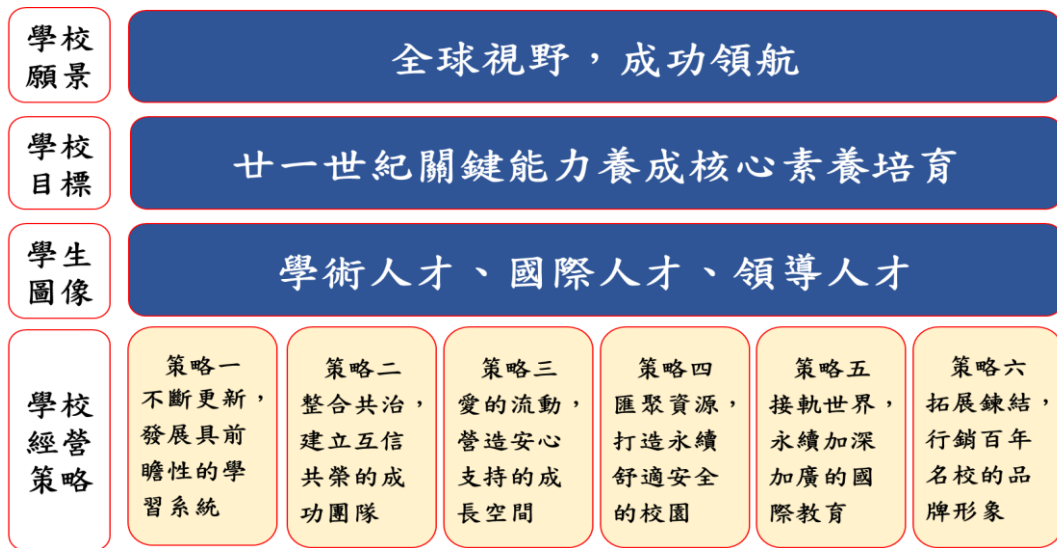 學校
願景
全球視野，成功領航
學校
目標
廿一世紀關鍵能力養成核心素養培育
學生
圖像
學術人才、國際人才、領導人才
學校
經營
策略
策略一
不斷更新，
發展具前
瞻性的學
習系統
策略二
整合共治，
建立互信
共榮的成
功團隊
策略三
愛的流動，
營造安心
支持的成
長空間
策略四
匯聚資源，
打造永續
舒適安全
的校園
策略五
接軌世界，
永續加深
加廣的國
際教育
策略六
拓展鍊結，
行銷百年
名校的品
牌形象